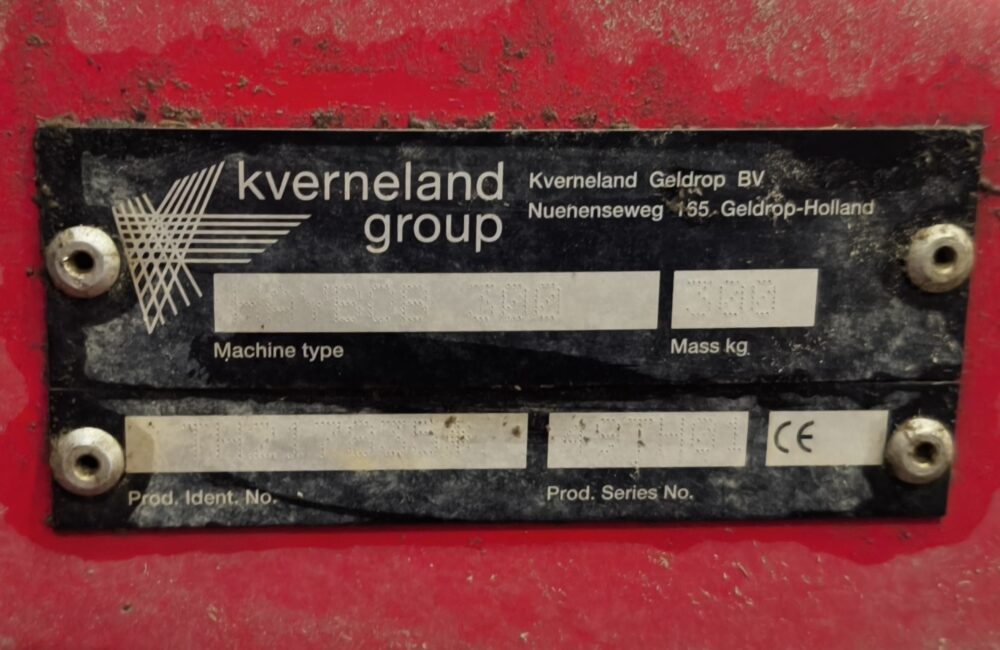 kverneland
group
Kverneland Geldrop BV
Nuenenseweg 165 Geldrop-Holland
300
300
Machine type
Mass kg
CE
Prod. Ident. No.
Prod. Series No.